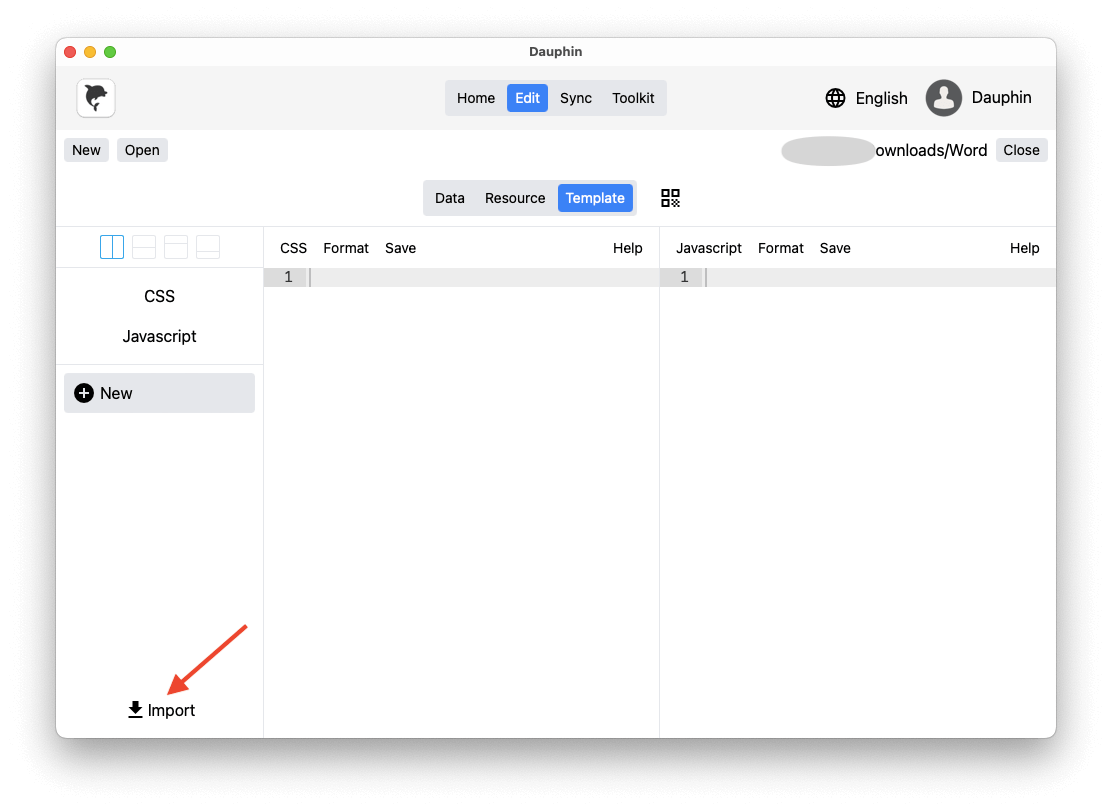 Dauphin
Home Edit Sync Toolkit
English Dauphin
New Open
ownloads/Word Close
Data Resource Template
CSS Format Save Help
Javascript Format Save Help
1
1
CSS
Javascript
New
Import